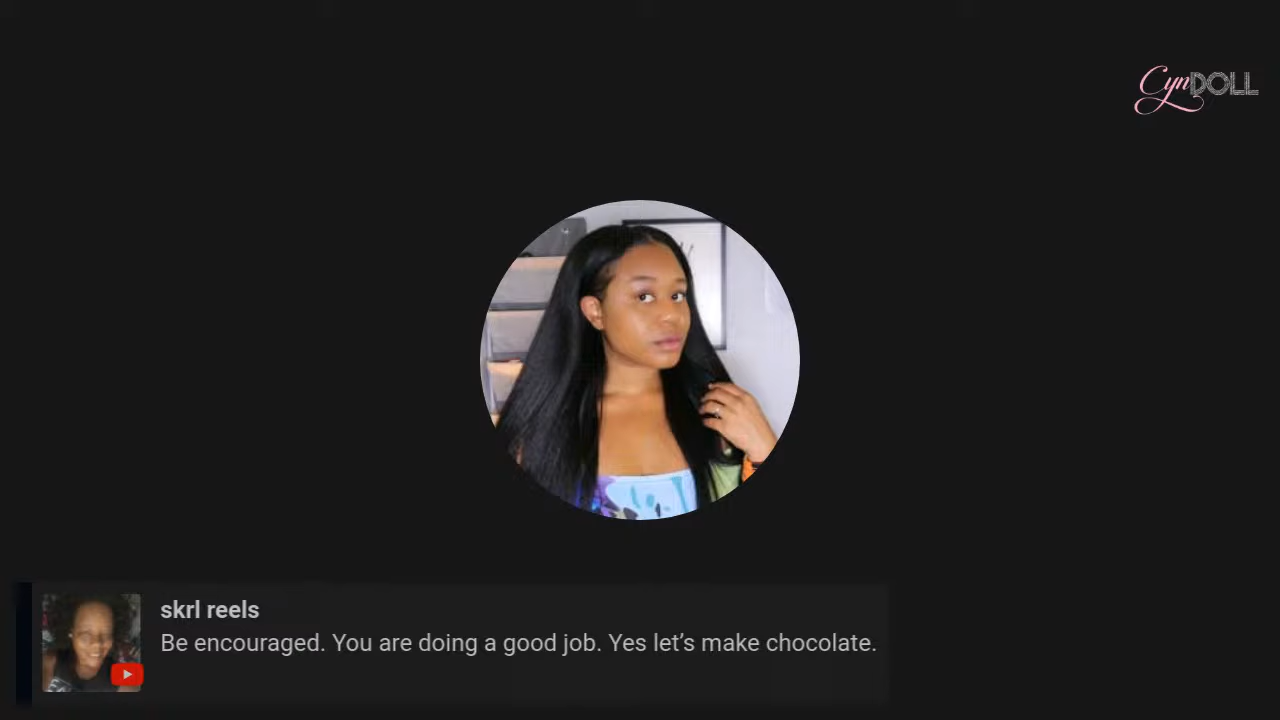 CynDOLL
skrl reels
Be encouraged. You are doing a good job. Yes let’s make chocolate.